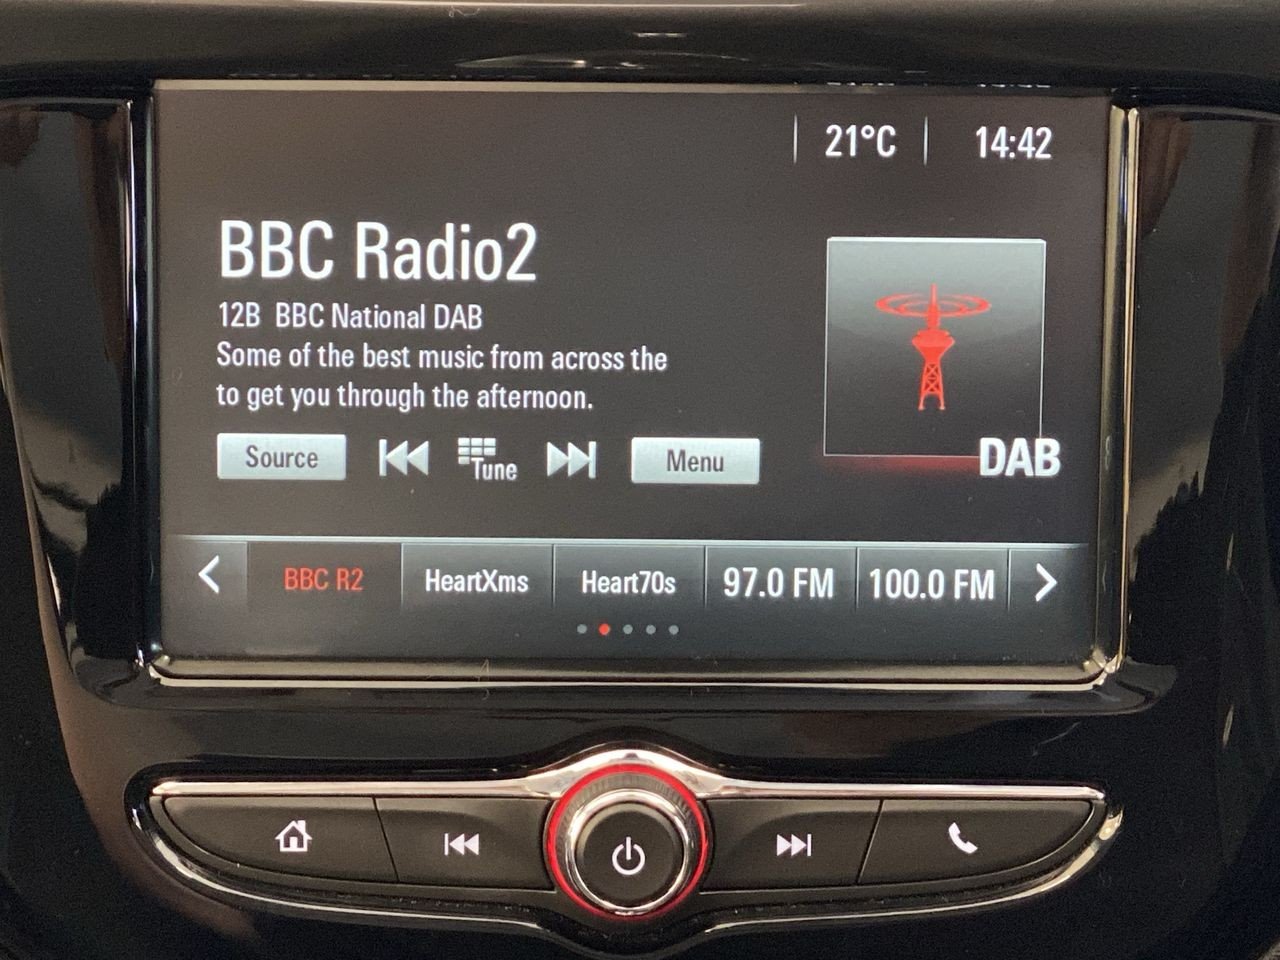 21°C 14:42
BBC Radio2
12B BBC National DAB
Some of the best music from across the
to get you through the afternoon.
Source Tune Menu
DAB
BBC R2 HeartXms Heart70s 97.0 FM 100.0 FM